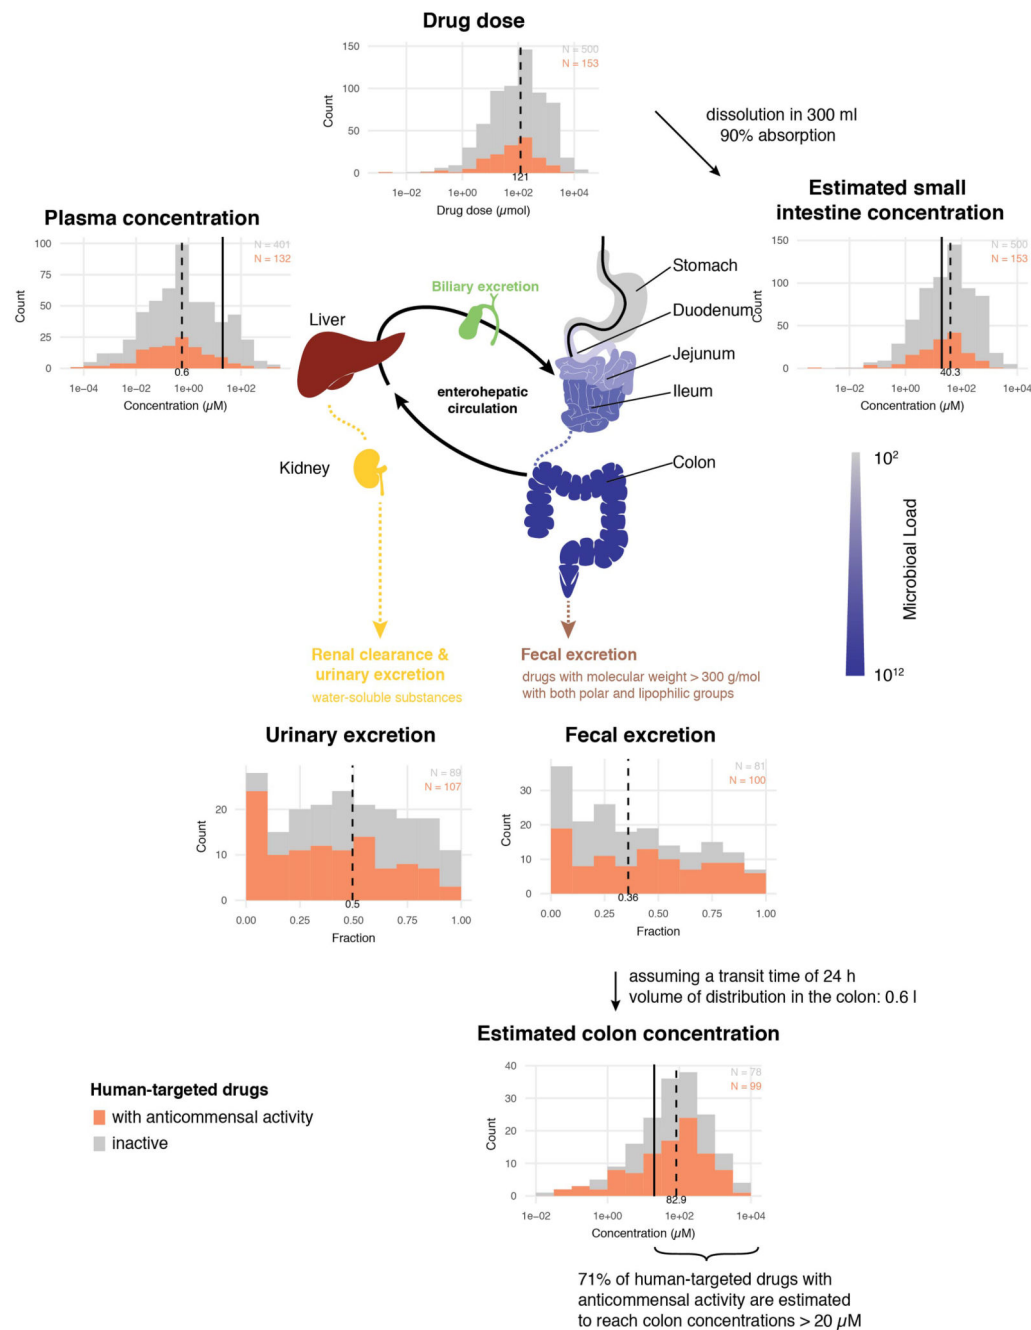 Drug dose
150
100
50
0
Count
N = 500
N = 153
121
1e−02
1e+00
1e+02
1e+04
Drug dose (µmol)
dissolution in 300 ml
90% absorption
Plasma concentration
100
75
50
25
0
Count
N = 401
N = 132
0.6
1e−04
1e−02
1e+00
1e+02
Concentration (µM)
Estimated small
intestine concentration
150
100
50
0
Count
N = 500
N = 153
40.3
1e−02
1e+00
1e+02
1e+04
Concentration (µM)
Stomach
Biliary excretion
Duodenum
Liver
Jejunum
enterohepatic
circulation
Ileum
Kidney
Colon
10²
Microbioal Load
10¹²
Renal clearance &
urinary excretion
water-soluble substances
Fecal excretion
drugs with molecular weight > 300 g/mol
with both polar and lipophilic groups
Urinary excretion
20
10
0
Count
N = 89
N = 107
0.5
0.00
0.25
0.50
0.75
1.00
Fraction
Fecal excretion
30
20
10
0
Count
N = 81
N = 100
0.36
0.00
0.25
0.50
0.75
1.00
Fraction
assuming a transit time of 24 h
volume of distribution in the colon: 0.6 l
Estimated colon concentration
40
30
20
10
0
Count
N = 78
N = 99
82.9
1e−02
1e+00
1e+02
1e+04
Concentration (µM)
Human-targeted drugs
with anticommensal activity
inactive
71% of human-targeted drugs with
anticommensal activity are estimated
to reach colon concentrations > 20 µM